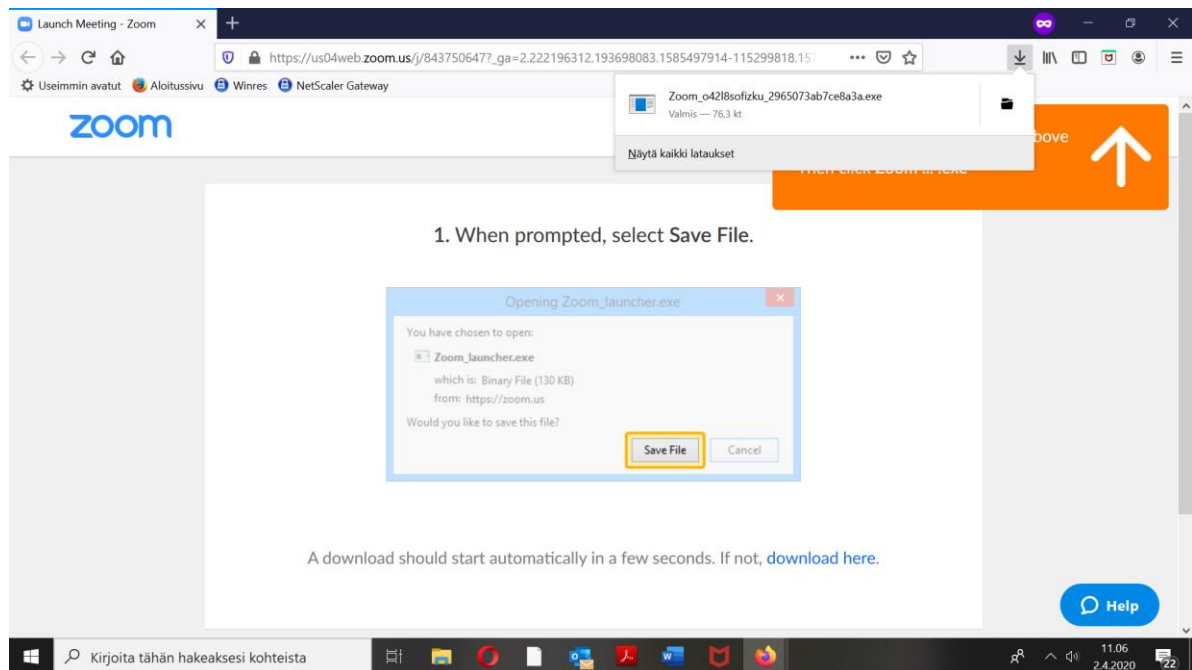 Launch Meeting - Zoom
https://us04web.zoom.us/j/843750647?_ga=2.222196312.193698083.1585497914-115299818.15
Useimmin avatut Aloitussivu Winres NetScaler Gateway
Zoom_o42l8sofizku_2965073ab7ce8a3a.exe
Valmis — 76,3 kt
Näytä kaikki lataukset
zoom
bove
Then click Zoom ... .exe
1. When prompted, select Save File.
Opening Zoom_launcher.exe
You have chosen to open:
Zoom_launcher.exe
which is: Binary File (130 KB)
from: https://zoom.us
Would you like to save this file?
Save File Cancel
A download should start automatically in a few seconds. If not, download here.
Help
Kirjoita tähän hakeaksesi kohteista
11.06
2.4.2020
22